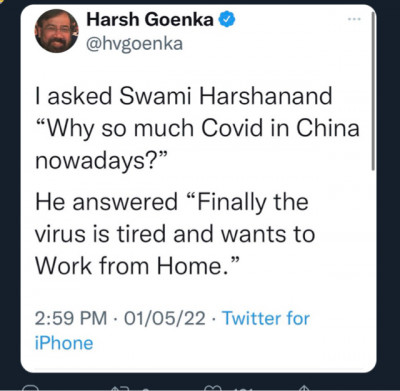 Harsh Goenka
@hvgoenka
I asked Swami Harshanand
“Why so much Covid in China
nowadays?”
He answered “Finally the
virus is tired and wants to
Work from Home.”
2:59 PM · 01/05/22 · Twitter for
iPhone